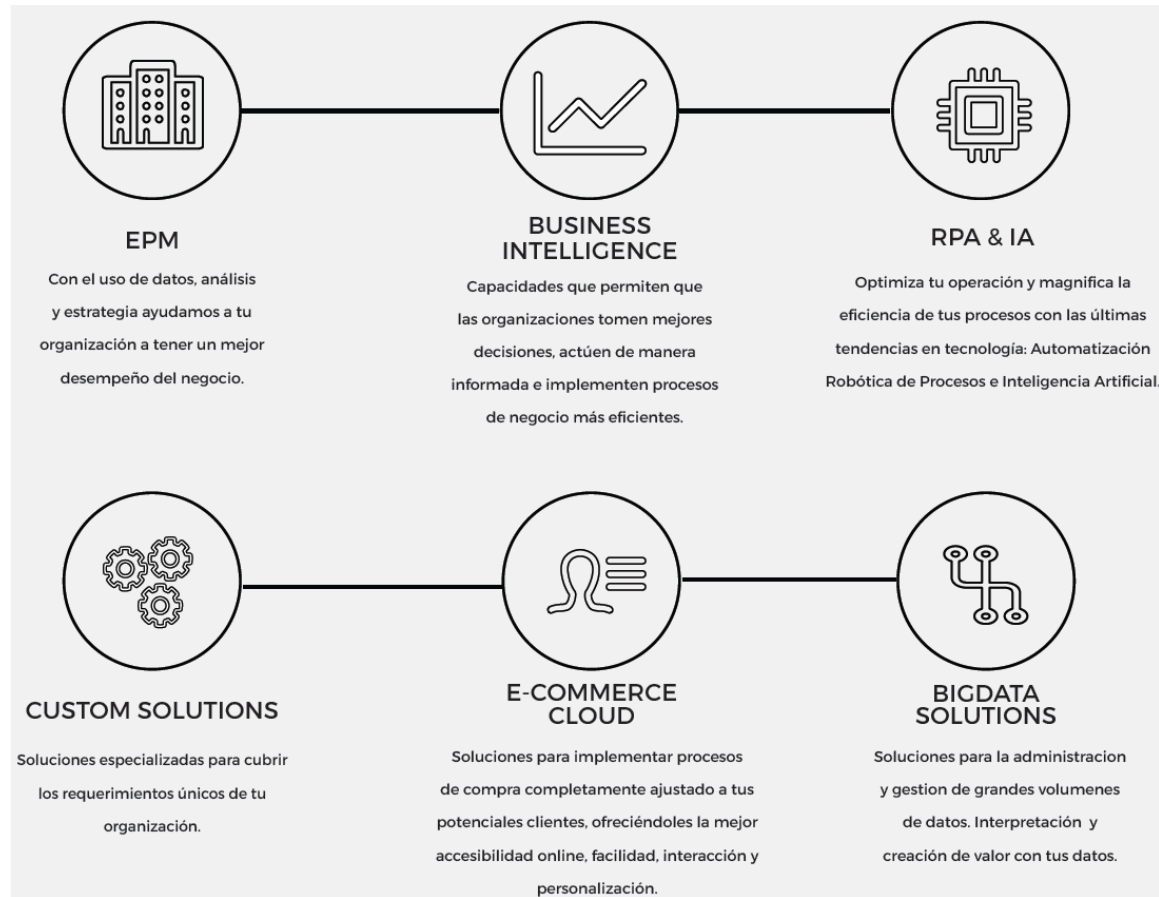 EPM
Con el uso de datos, análisis
y estrategia ayudamos a tu
organización a tener un mejor
desempeño del negocio.
BUSINESS
INTELLIGENCE
Capacidades que permiten que
las organizaciones tomen mejores
decisiones, actúen de manera
informada e implementen procesos
de negocio más eficientes.
RPA & IA
Optimiza tu operación y magnifica la
eficiencia de tus procesos con las últimas
tendencias en tecnología: Automatización
Robótica de Procesos e Inteligencia Artificial.
CUSTOM SOLUTIONS
Soluciones especializadas para cubrir
los requerimientos únicos de tu
organización.
E-COMMERCE
CLOUD
Soluciones para implementar procesos
de compra completamente ajustado a tus
potenciales clientes, ofreciéndoles la mejor
accesibilidad online, facilidad, interacción y
personalización.
BIGDATA
SOLUTIONS
Soluciones para la administracion
y gestion de grandes volumenes
de datos. Interpretación y
creación de valor con tus datos.